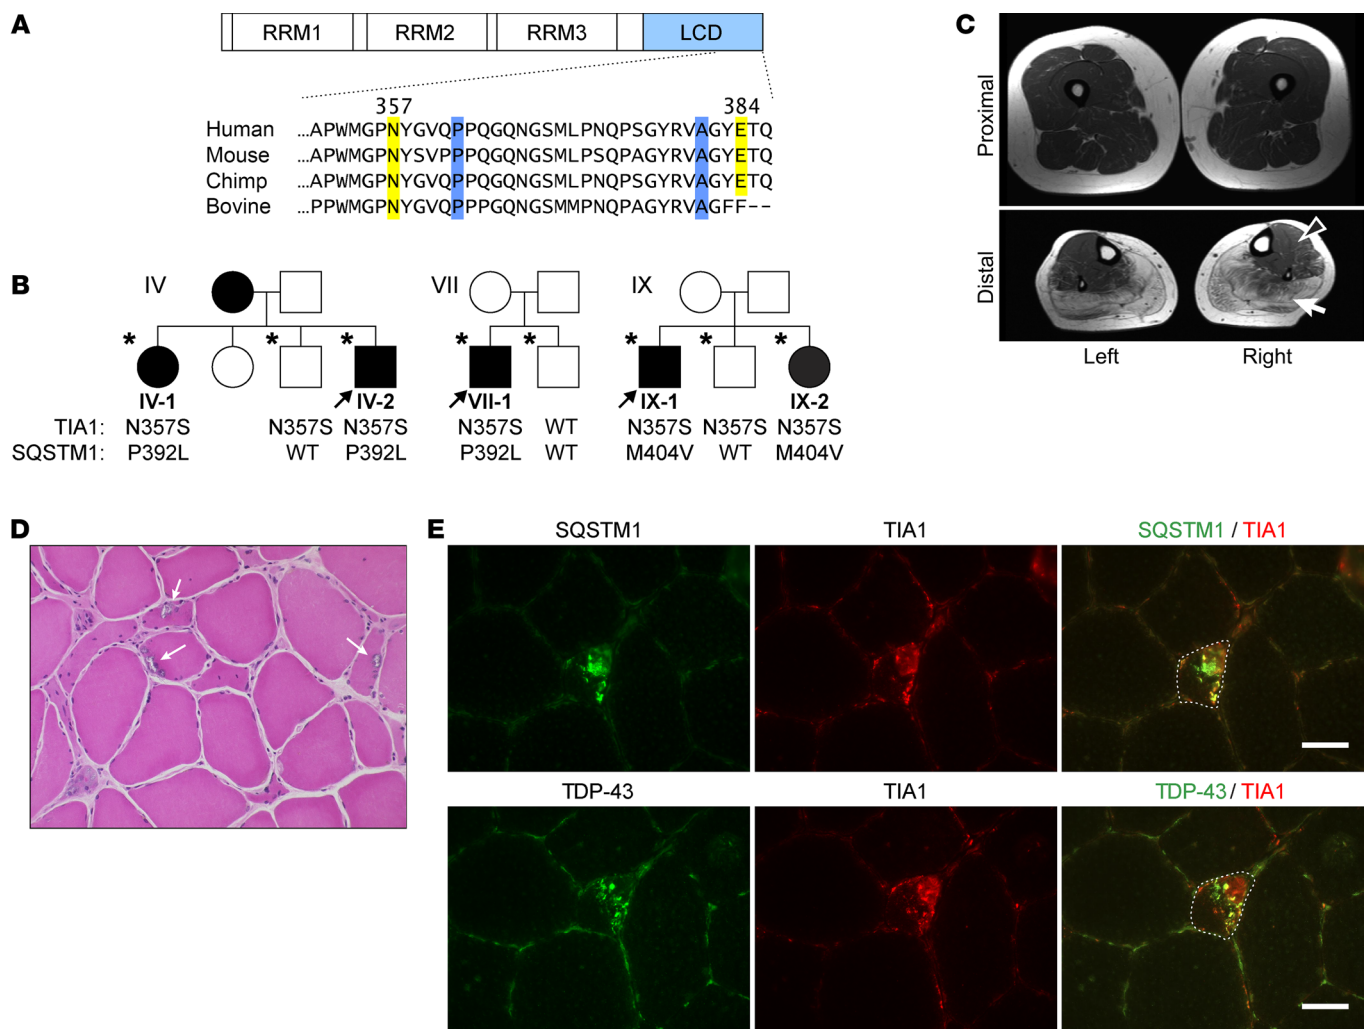 A
RRM1 RRM2 RRM3 LCD
357 384
Human …APWMGPNYGVQPPQGQNGSMLPNQPSGYRVAGYETQ
Mouse …APWMGPNYSVPPPQGQNGSMLPSQPAGYRVAGYETQ
Chimp …APWMGPNYGVQPPQGQNGSMLPNQPAGYRVAGYETQ
Bovine …PPWMGPNYGVQPPPGQNGSMMPNQPAGYRVAGFF--
B
IV VII IX
* * * * * * * *
IV-1 IV-2 VII-1 IX-1 IX-2
TIA1: N357S N357S N357S N357S WT N357S N357S N357S
SQSTM1: P392L WT P392L P392L WT M404V WT M404V
C
Proximal
Distal
Left Right
D
E
SQSTM1 TIA1 SQSTM1 / TIA1
TDP-43 TIA1 TDP-43 / TIA1